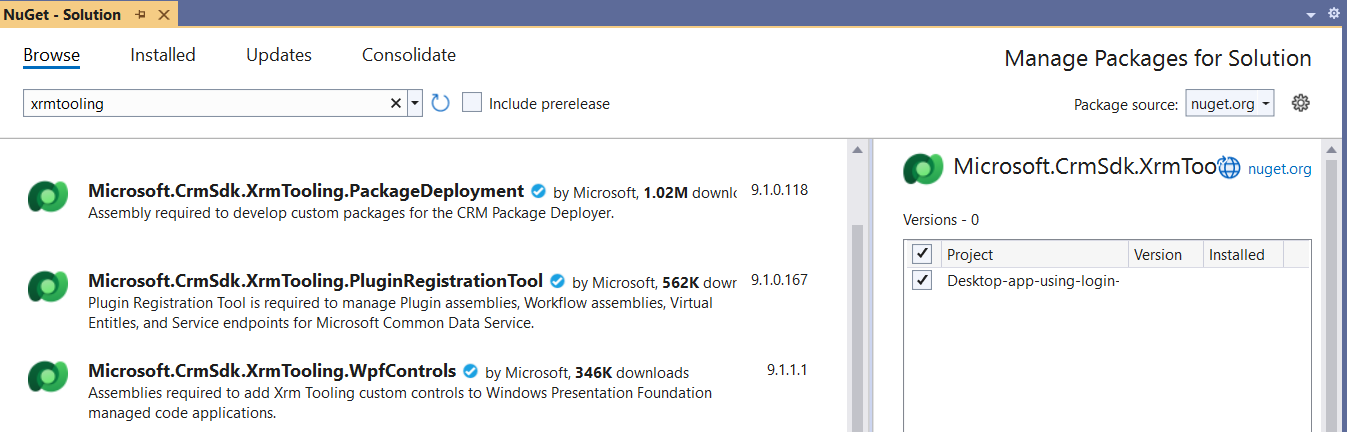 NuGet - Solution
Browse Installed Updates Consolidate
Manage Packages for Solution
xrmtooling
Include prerelease
Package source: nuget.org
Microsoft.CrmSdk.XrmTooling.PackageDeployment by Microsoft, 1.02M downlo 9.1.0.118
Assembly required to develop custom packages for the CRM Package Deployer.
Microsoft.CrmSdk.XrmTooling.PluginRegistrationTool by Microsoft, 562K dowr 9.1.0.167
Plugin Registration Tool is required to manage Plugin assemblies, Workflow assemblies, Virtual
Entitles, and Service endpoints for Microsoft Common Data Service.
Microsoft.CrmSdk.XrmTooling.WpfControls by Microsoft, 346K downloads 9.1.1.1
Assemblies required to add Xrm Tooling custom controls to Windows Presentation Foundation
managed code applications.
Microsoft.CrmSdk.XrmToo nuget.org
Versions - 0
Project Version Installed
Desktop-app-using-login-